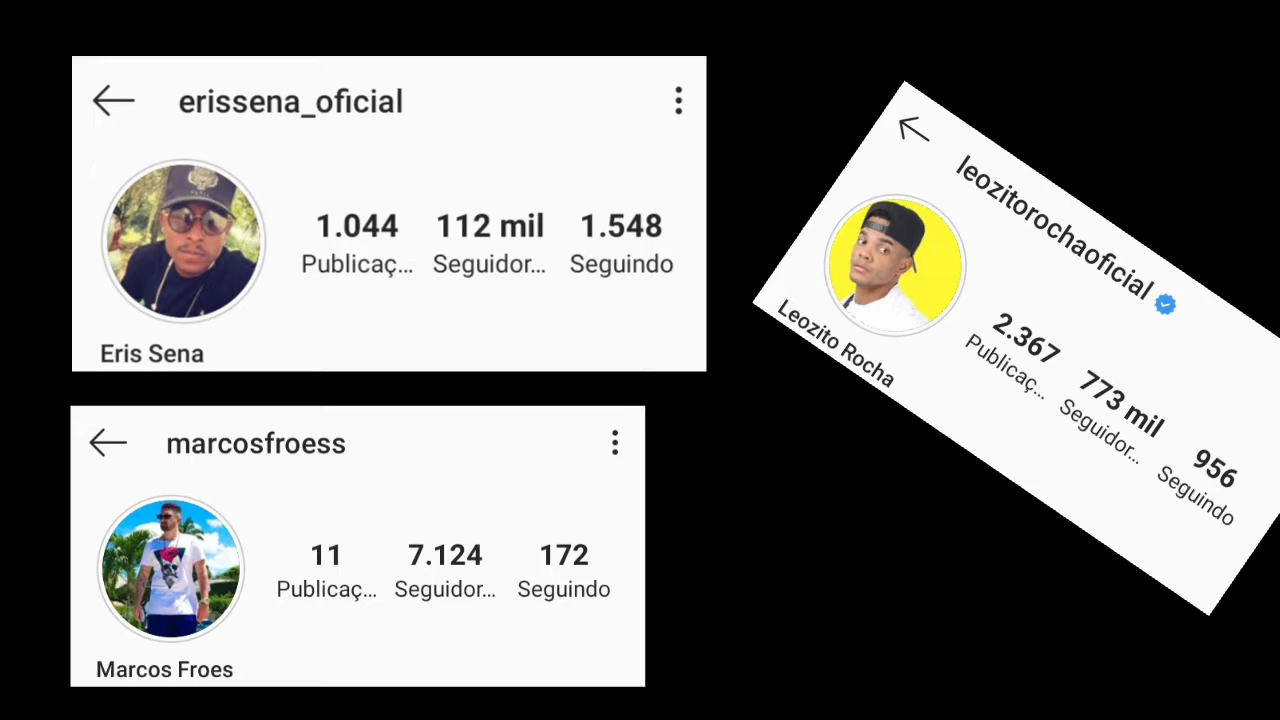 erissena_oficial
1.044 112 mil 1.548
Publicaç... Seguidor... Seguindo
Eris Sena
marcosfroess
11 7.124 172
Publicaç... Seguidor... Seguindo
Marcos Froes
leozitorochaoficial
2.367 773 mil 956
Publicaç... Seguidor... Seguindo
Leozito Rocha